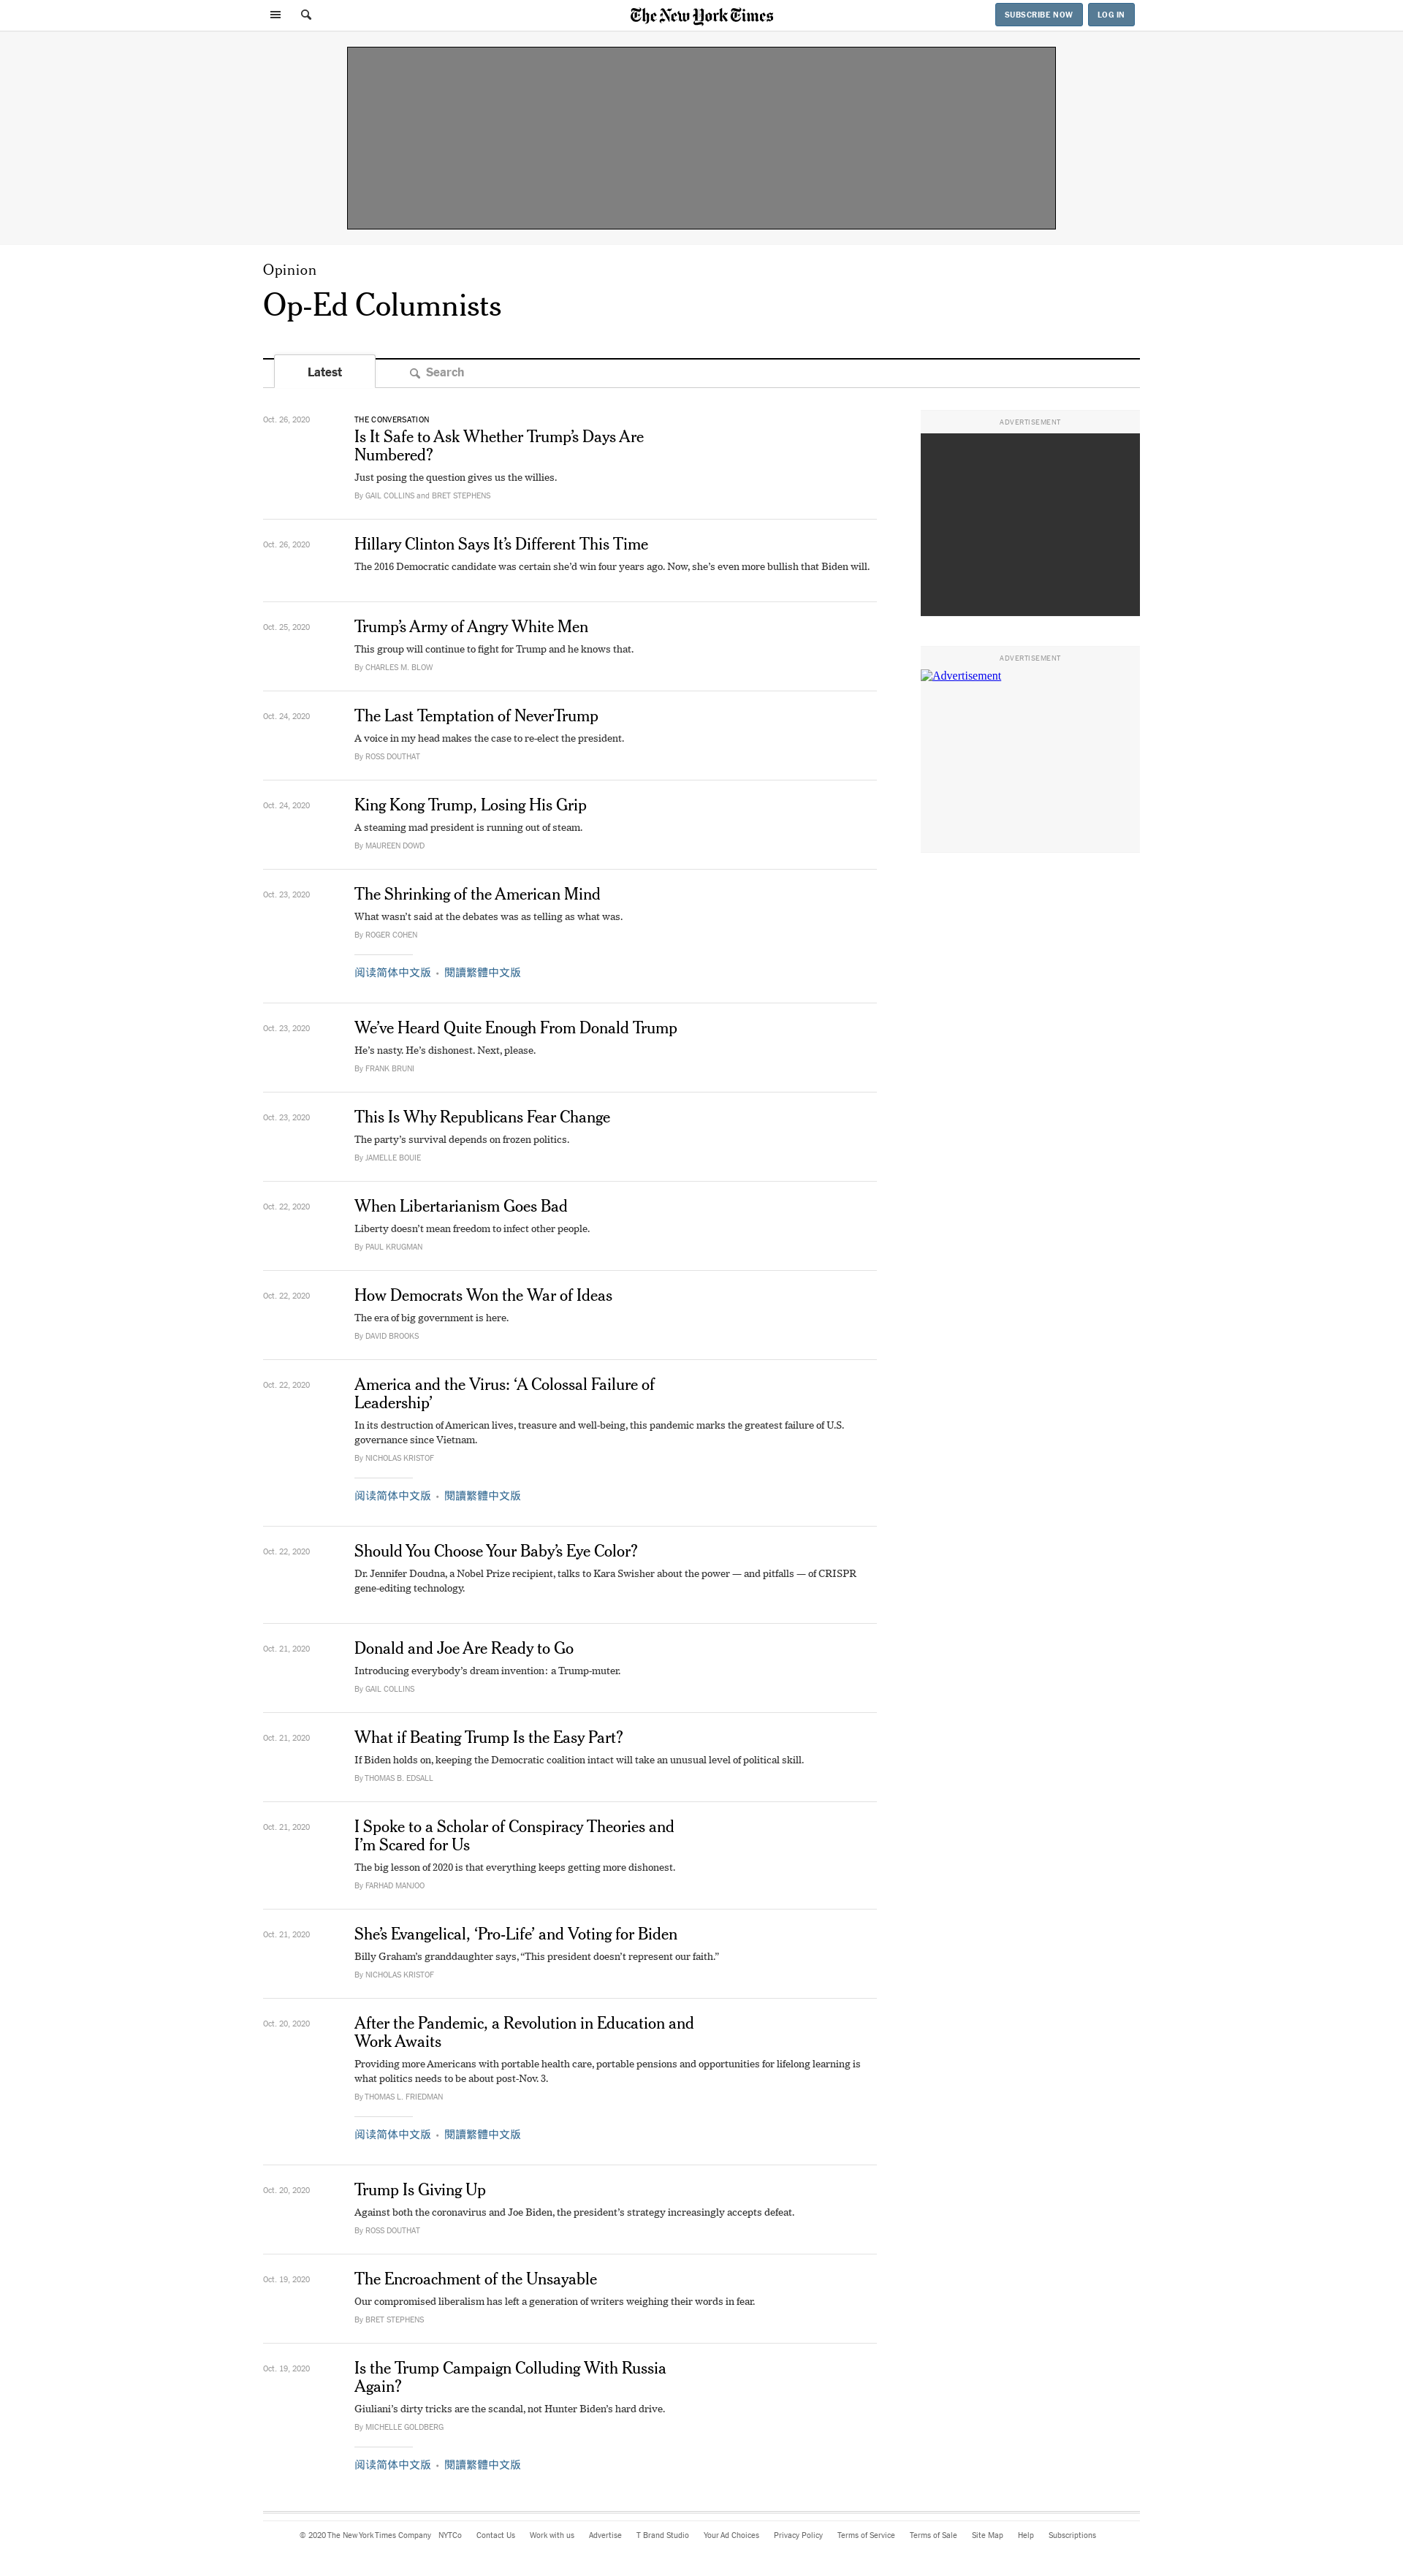 The New York Times
SUBSCRIBE NOW
LOG IN
Opinion
Op-Ed Columnists
Latest
Search
Oct. 26, 2020
THE CONVERSATION
Is It Safe to Ask Whether Trump’s Days Are
Numbered?
Just posing the question gives us the willies.
By GAIL COLLINS and BRET STEPHENS
Oct. 26, 2020
Hillary Clinton Says It’s Different This Time
The 2016 Democratic candidate was certain she’d win four years ago. Now, she’s even more bullish that Biden will.
Oct. 25, 2020
Trump’s Army of Angry White Men
This group will continue to fight for Trump and he knows that.
By CHARLES M. BLOW
Oct. 24, 2020
The Last Temptation of NeverTrump
A voice in my head makes the case to re-elect the president.
By ROSS DOUTHAT
Oct. 24, 2020
King Kong Trump, Losing His Grip
A steaming mad president is running out of steam.
By MAUREEN DOWD
Oct. 23, 2020
The Shrinking of the American Mind
What wasn’t said at the debates was as telling as what was.
By ROGER COHEN
阅读简体中文版 • 閱讀繁體中文版
Oct. 23, 2020
We’ve Heard Quite Enough From Donald Trump
He’s nasty. He’s dishonest. Next, please.
By FRANK BRUNI
Oct. 23, 2020
This Is Why Republicans Fear Change
The party’s survival depends on frozen politics.
By JAMELLE BOUIE
Oct. 22, 2020
When Libertarianism Goes Bad
Liberty doesn’t mean freedom to infect other people.
By PAUL KRUGMAN
Oct. 22, 2020
How Democrats Won the War of Ideas
The era of big government is here.
By DAVID BROOKS
Oct. 22, 2020
America and the Virus: ‘A Colossal Failure of
Leadership’
In its destruction of American lives, treasure and well-being, this pandemic marks the greatest failure of U.S.
governance since Vietnam.
By NICHOLAS KRISTOF
阅读简体中文版 • 閱讀繁體中文版
Oct. 22, 2020
Should You Choose Your Baby’s Eye Color?
Dr. Jennifer Doudna, a Nobel Prize recipient, talks to Kara Swisher about the power — and pitfalls — of CRISPR
gene-editing technology.
Oct. 21, 2020
Donald and Joe Are Ready to Go
Introducing everybody’s dream invention: a Trump-muter.
By GAIL COLLINS
Oct. 21, 2020
What if Beating Trump Is the Easy Part?
If Biden holds on, keeping the Democratic coalition intact will take an unusual level of political skill.
By THOMAS B. EDSALL
Oct. 21, 2020
I Spoke to a Scholar of Conspiracy Theories and
I’m Scared for Us
The big lesson of 2020 is that everything keeps getting more dishonest.
By FARHAD MANJOO
Oct. 21, 2020
She’s Evangelical, ‘Pro-Life’ and Voting for Biden
Billy Graham’s granddaughter says, “This president doesn’t represent our faith.”
By NICHOLAS KRISTOF
Oct. 20, 2020
After the Pandemic, a Revolution in Education and
Work Awaits
Providing more Americans with portable health care, portable pensions and opportunities for lifelong learning is
what politics needs to be about post-Nov. 3.
By THOMAS L. FRIEDMAN
阅读简体中文版 • 閱讀繁體中文版
Oct. 20, 2020
Trump Is Giving Up
Against both the coronavirus and Joe Biden, the president’s strategy increasingly accepts defeat.
By ROSS DOUTHAT
Oct. 19, 2020
The Encroachment of the Unsayable
Our compromised liberalism has left a generation of writers weighing their words in fear.
By BRET STEPHENS
Oct. 19, 2020
Is the Trump Campaign Colluding With Russia
Again?
Giuliani’s dirty tricks are the scandal, not Hunter Biden’s hard drive.
By MICHELLE GOLDBERG
阅读简体中文版 • 閱讀繁體中文版
ADVERTISEMENT
ADVERTISEMENT
Advertisement
© 2020 The New York Times Company NYTCo Contact Us Work with us Advertise T Brand Studio Your Ad Choices Privacy Policy Terms of Service Terms of Sale Site Map Help Subscriptions